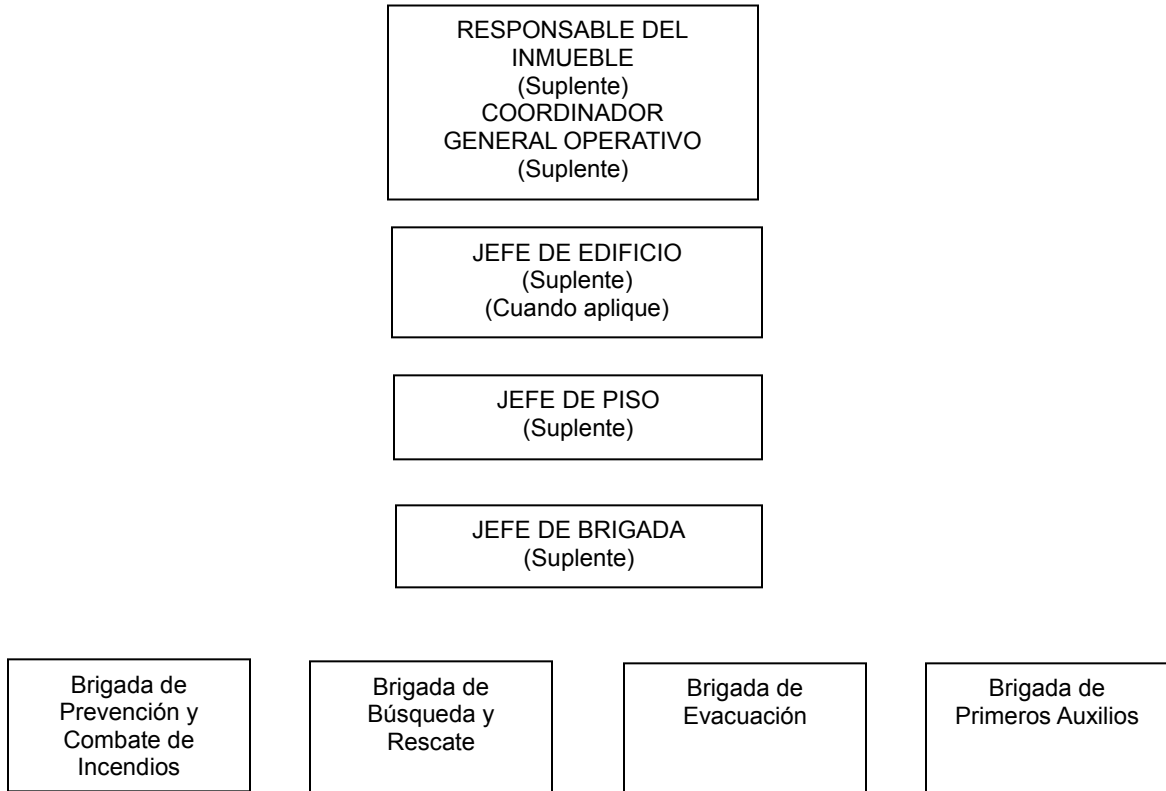 RESPONSABLE DEL
INMUEBLE
(Suplente)
COORDINADOR
GENERAL OPERATIVO
(Suplente)
JEFE DE EDIFICIO
(Suplente)
(Cuando aplique)
JEFE DE PISO
(Suplente)
JEFE DE BRIGADA
(Suplente)
Brigada de
Prevención y
Combate de
Incendios
Brigada de
Búsqueda y
Rescate
Brigada de
Evacuación
Brigada de
Primeros Auxilios